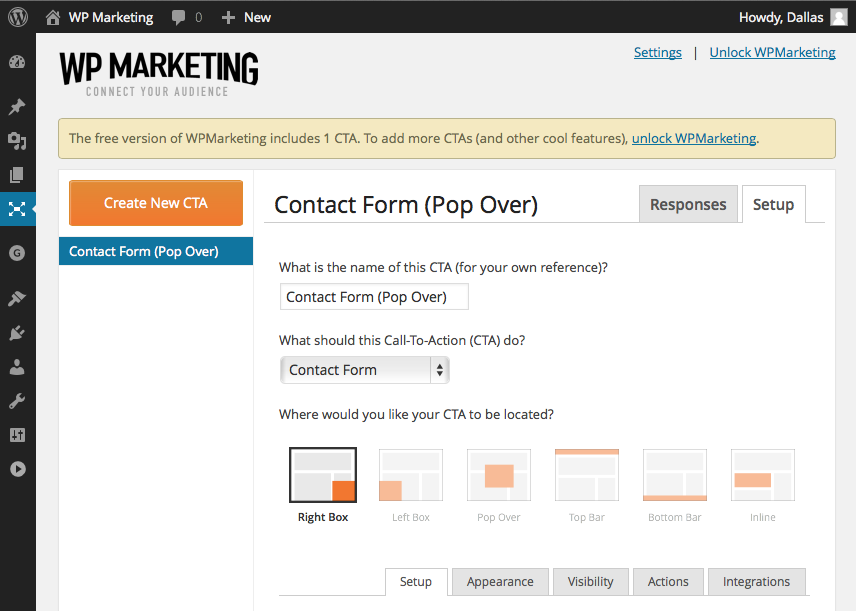 WP Marketing 0 New Howdy, Dallas
Settings | Unlock WPMarketing
WP MARKETING
CONNECT YOUR AUDIENCE
The free version of WPMarketing includes 1 CTA. To add more CTAs (and other cool features), unlock WPMarketing.
Create New CTA
Contact Form (Pop Over)
Contact Form (Pop Over)
Responses
Setup
What is the name of this CTA (for your own reference)?
Contact Form (Pop Over)
What should this Call-To-Action (CTA) do?
Contact Form
Where would you like your CTA to be located?
Right Box Left Box Pop Over Top Bar Bottom Bar Inline
Setup Appearance Visibility Actions Integrations